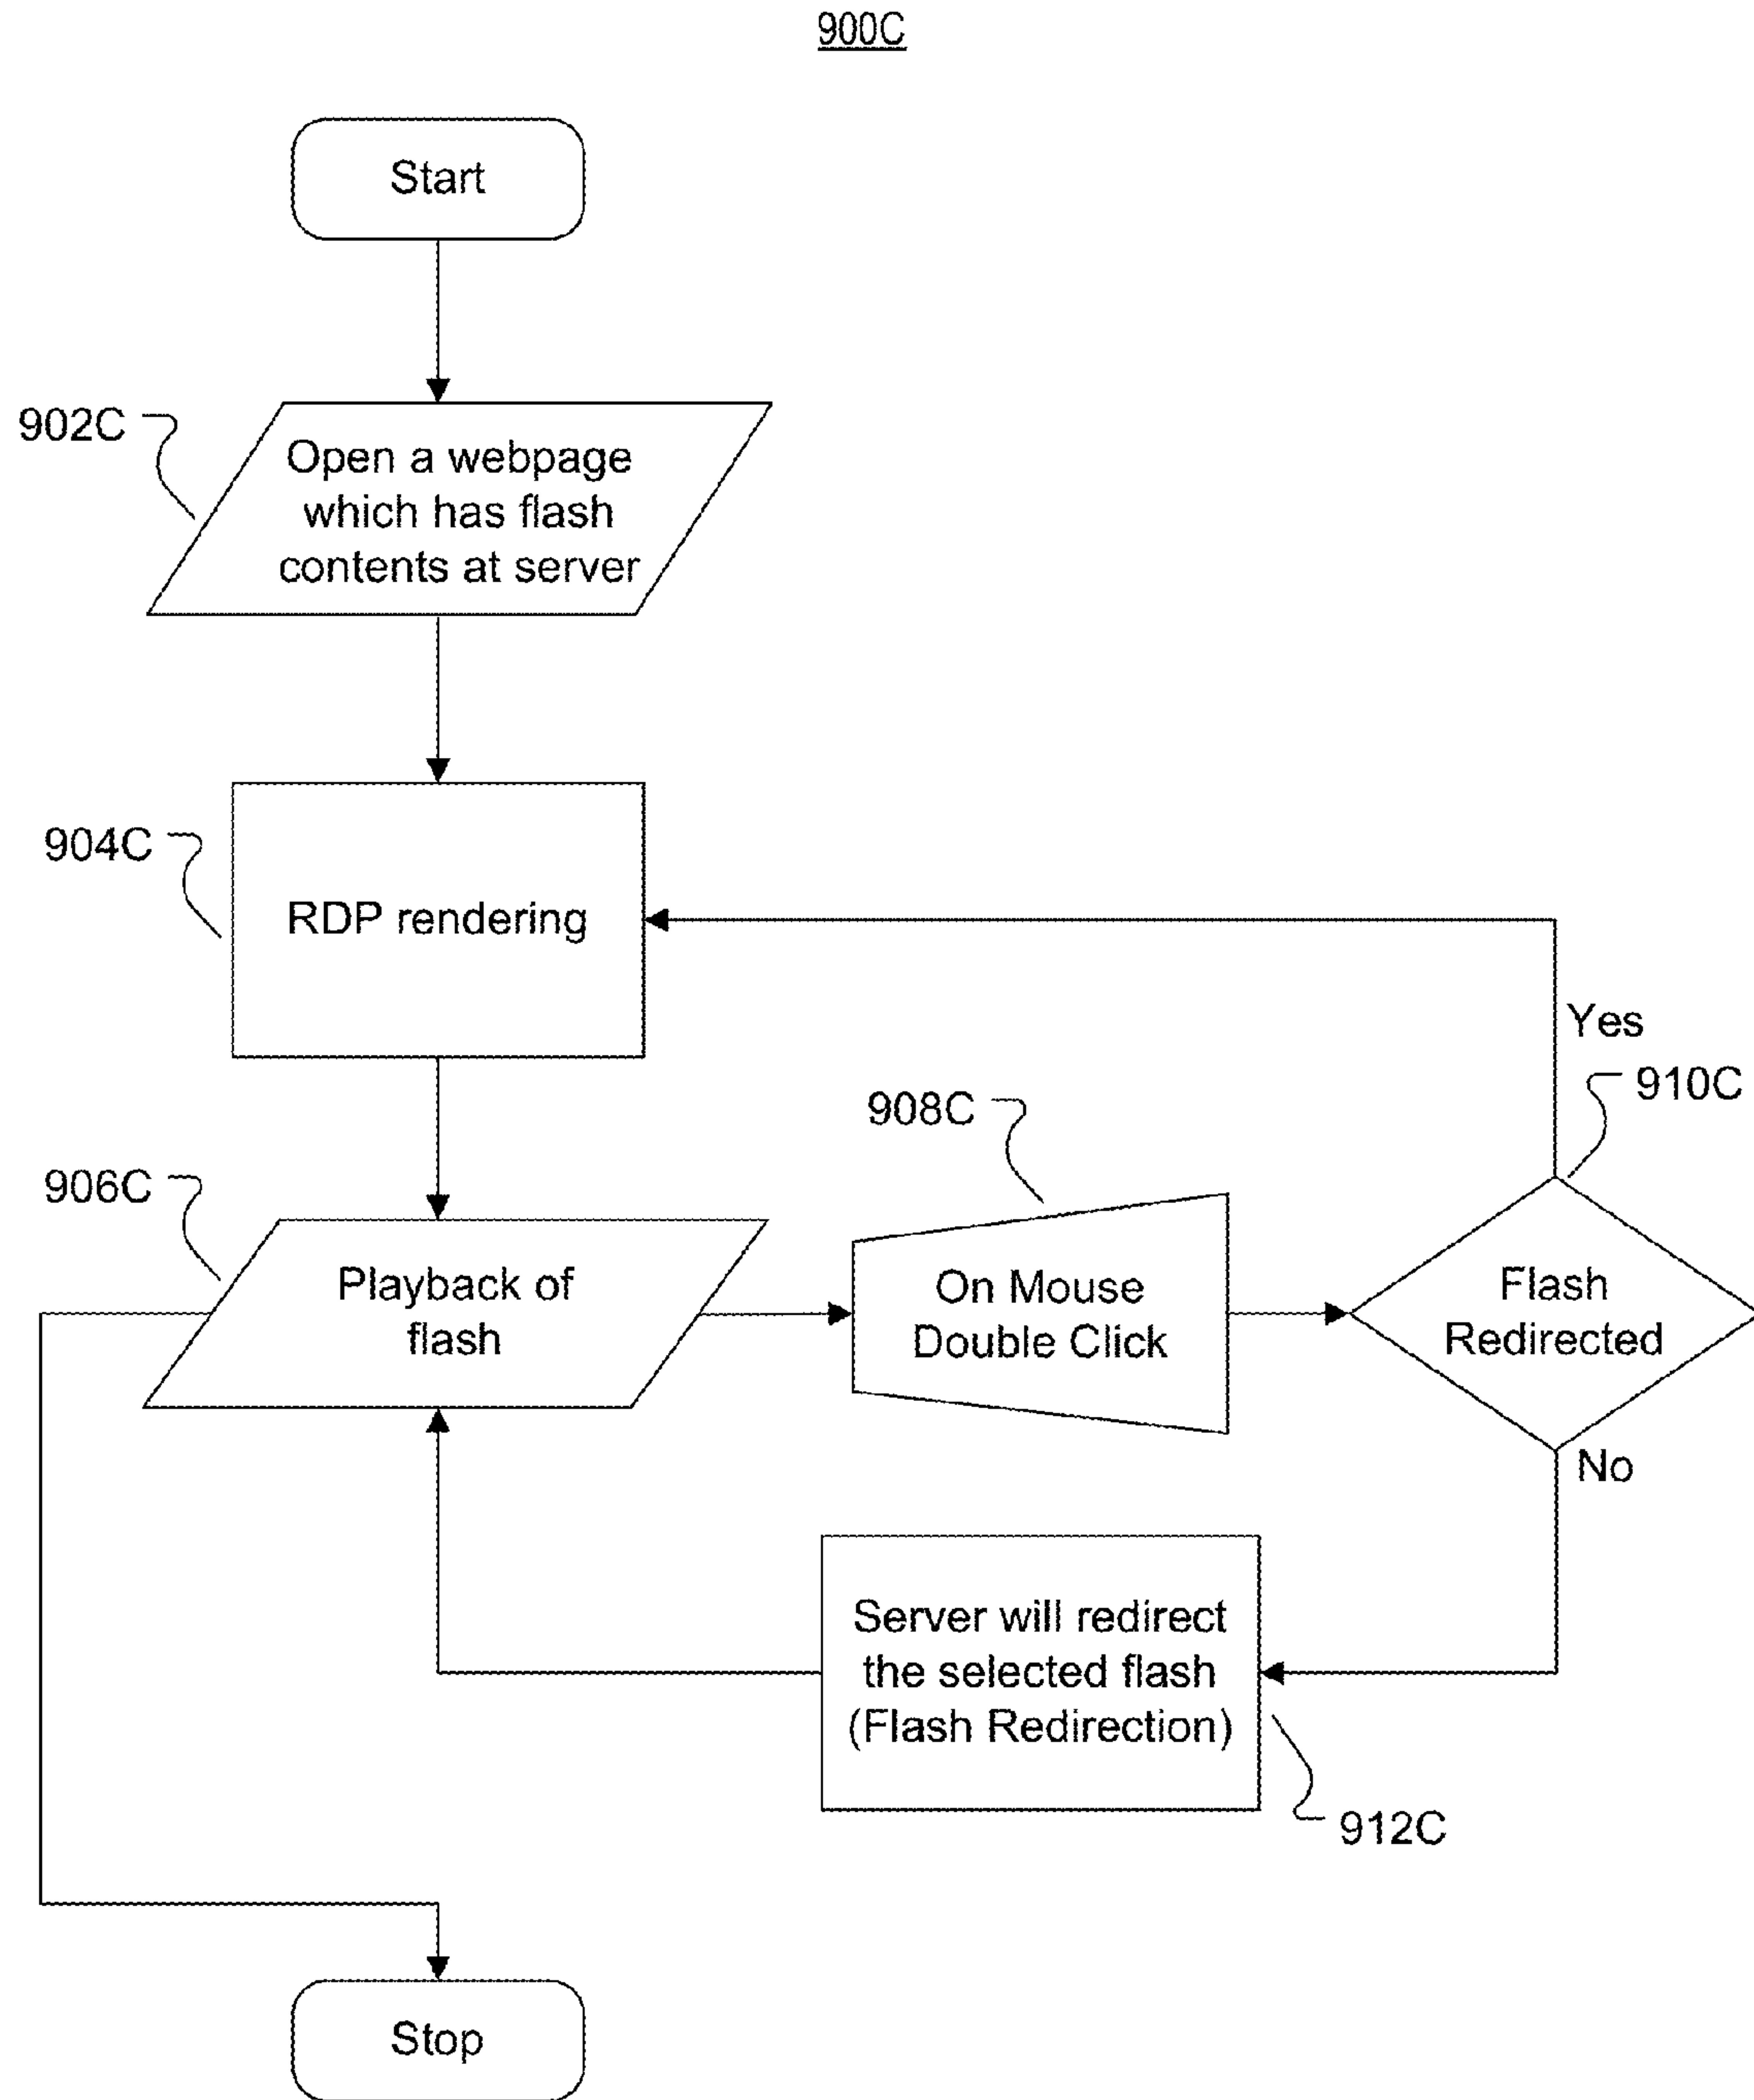 900C
Start
902C
Open a webpage
which has flash
contents at server
904C
RDP rendering
Yes
910C
908C
906C
Playback of
flash
On Mouse
Double Click
Flash
Redirected
No
Server will redirect
the selected flash
(Flash Redirection)
912C
Stop